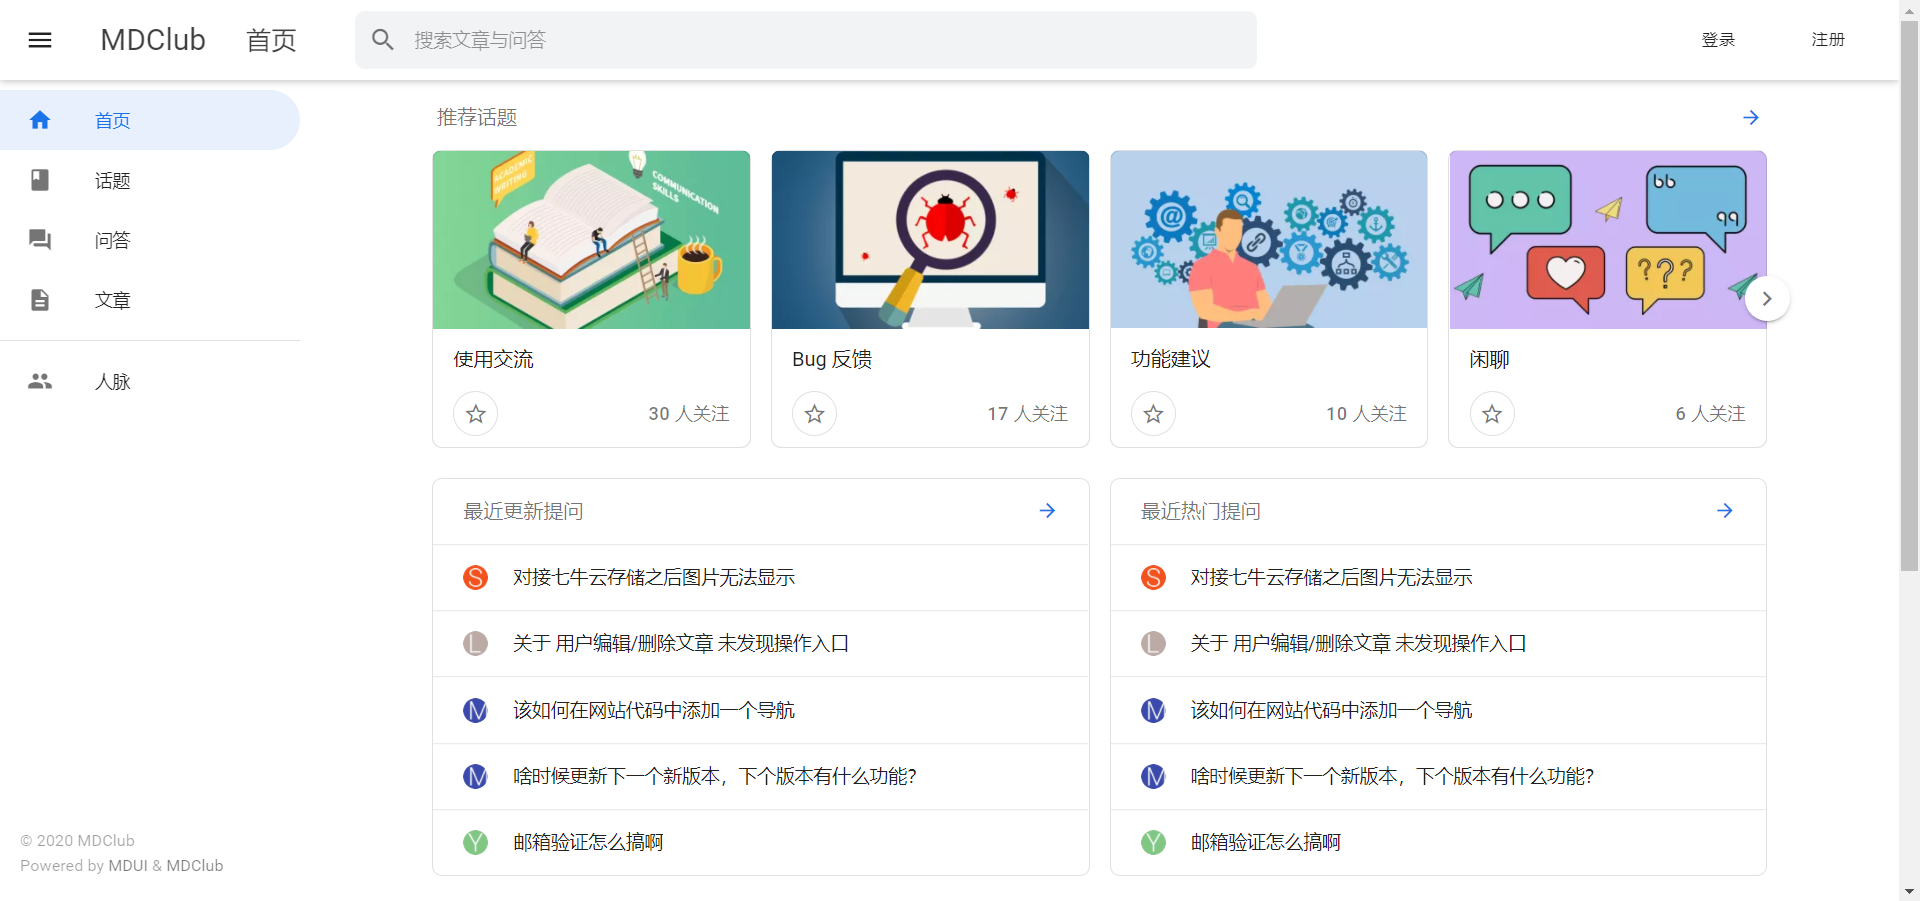 MDClub 首页 搜索文章与问答 登录 注册
首页
话题
问答
文章
人脉
© 2020 MDClub
Powered by MDUI & MDClub
推荐话题
ACADEMIC
WRITING
COMMUNICATION
SKILLS
使用交流
30 人关注
Bug 反馈
17 人关注
功能建议
10 人关注
???
闲聊
6 人关注
最近更新提问
S 对接七牛云存储之后图片无法显示
L 关于 用户编辑/删除文章 未发现操作入口
M 该如何在网站代码中添加一个导航
M 啥时候更新下一个新版本，下个版本有什么功能？
Y 邮箱验证怎么搞啊
最近热门提问
S 对接七牛云存储之后图片无法显示
L 关于 用户编辑/删除文章 未发现操作入口
M 该如何在网站代码中添加一个导航
M 啥时候更新下一个新版本，下个版本有什么功能？
Y 邮箱验证怎么搞啊